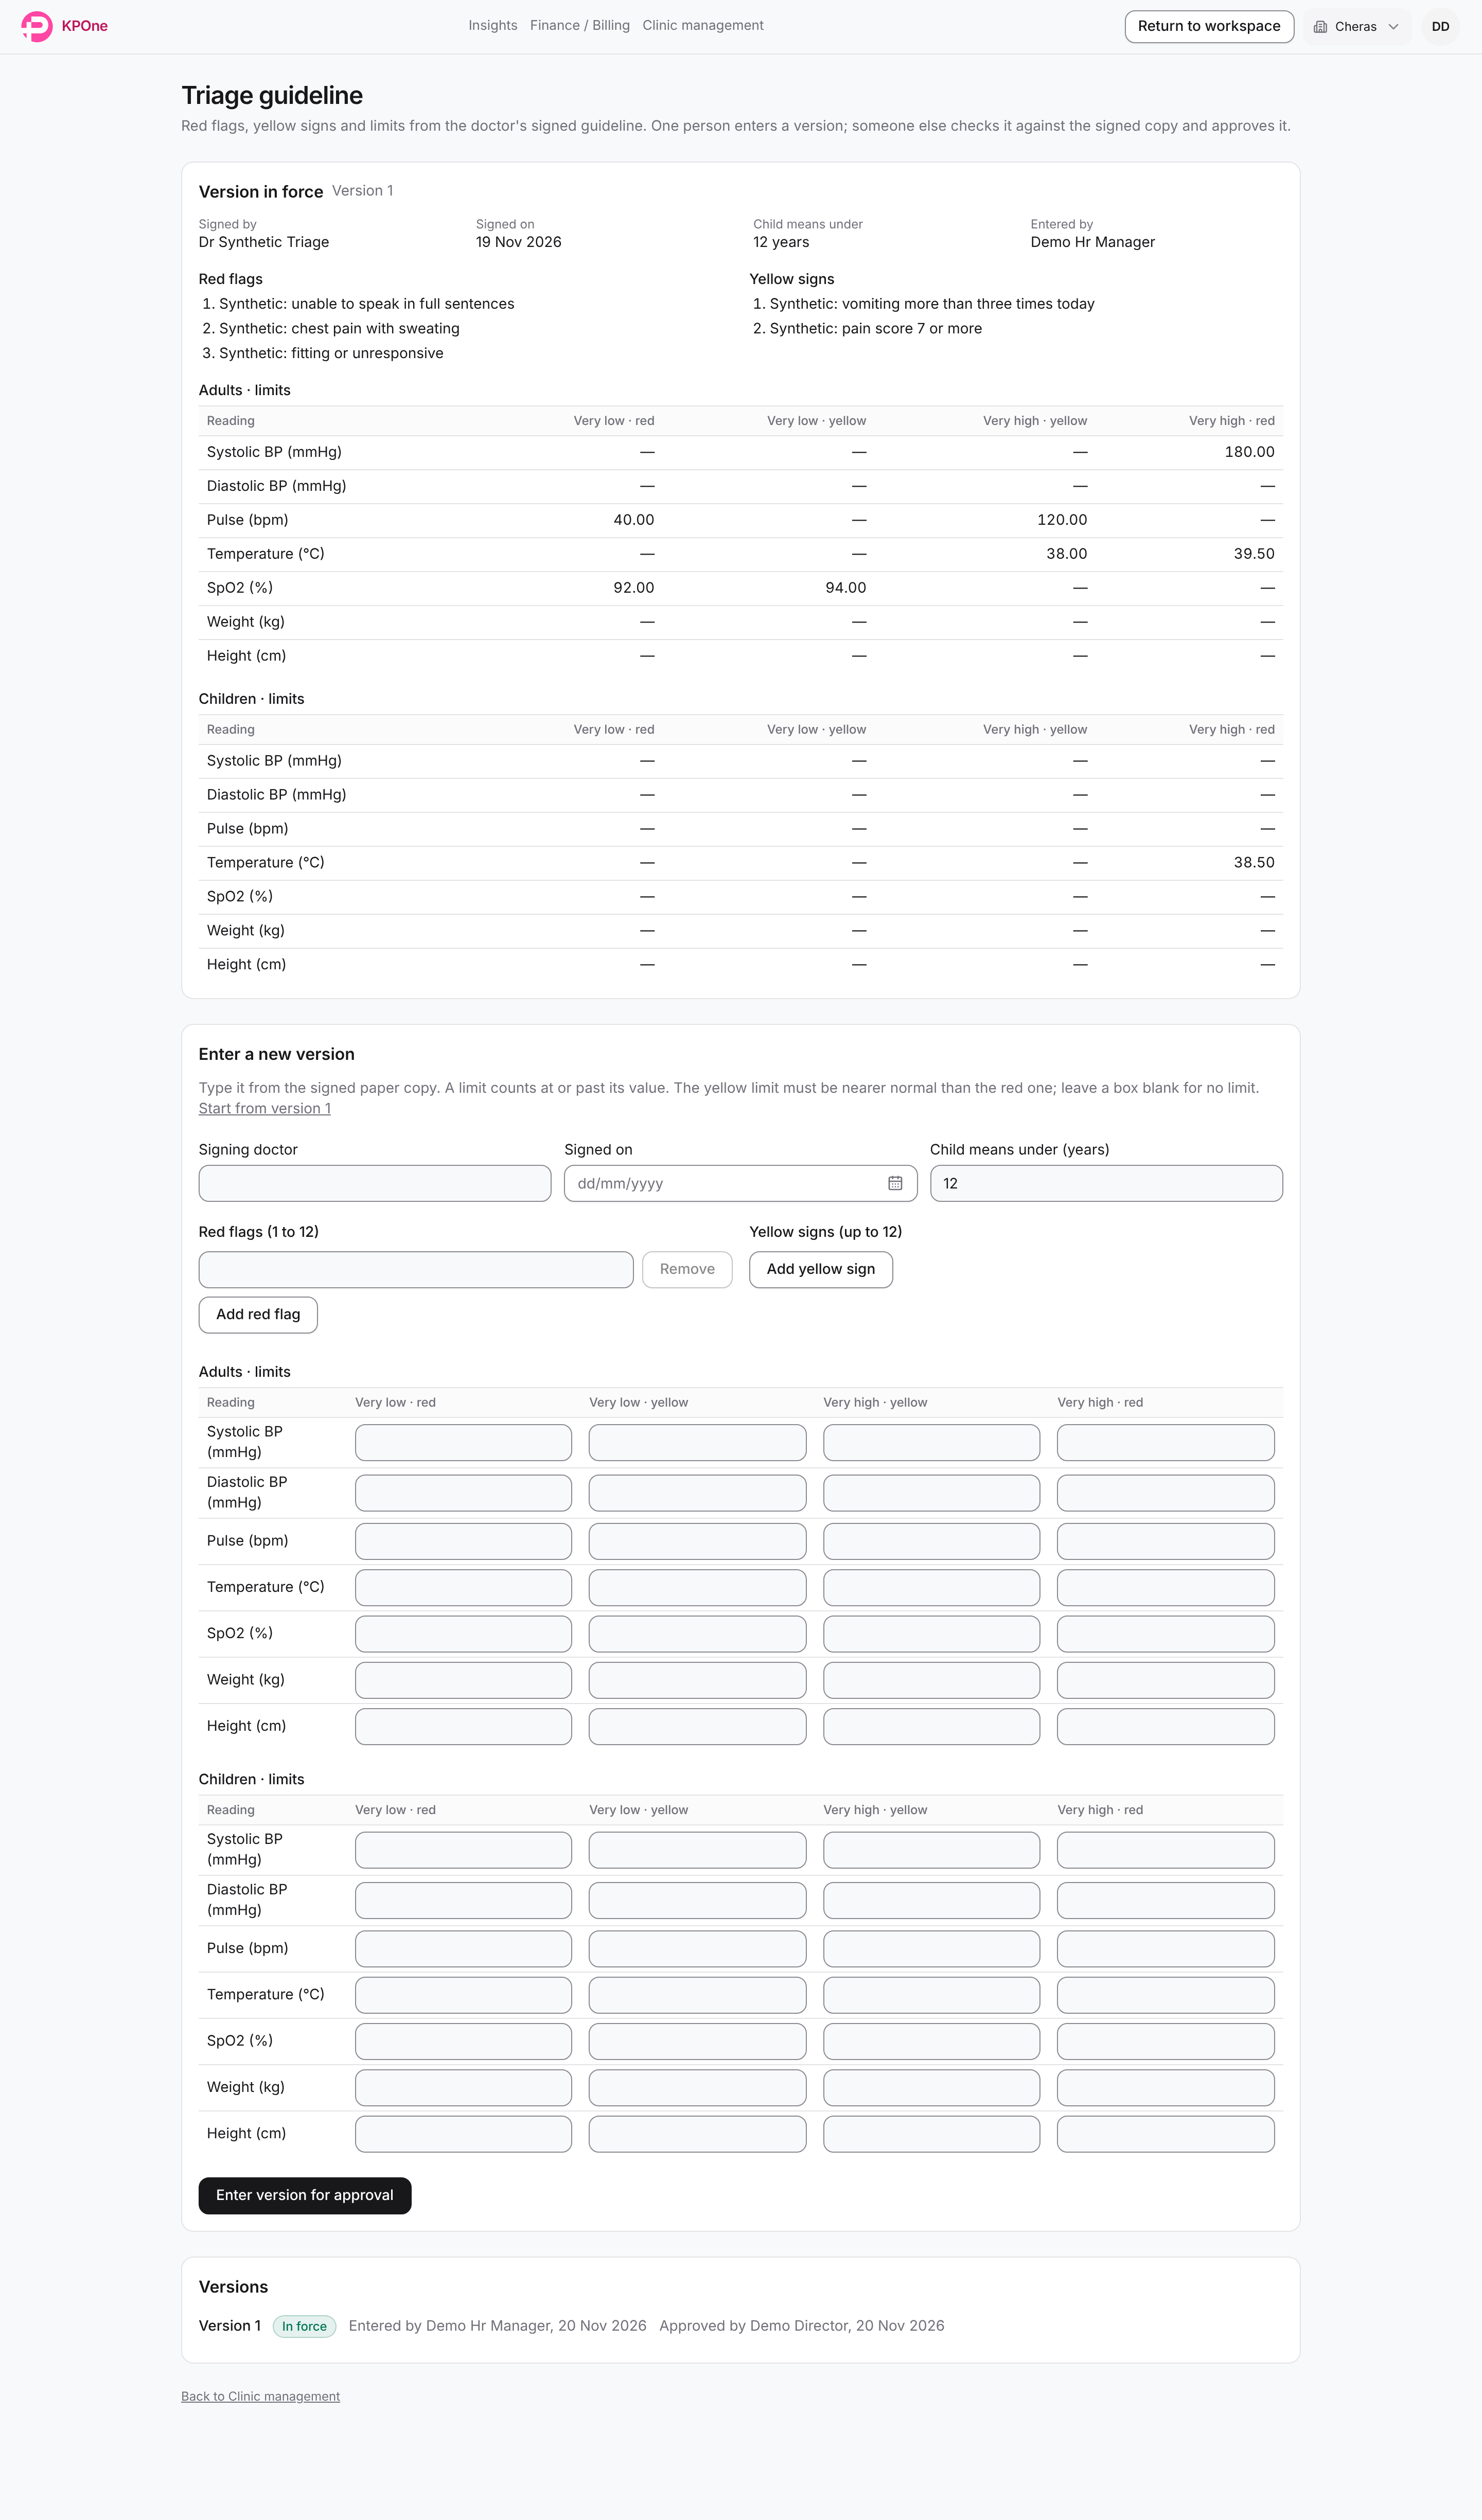 KPOne
Insights Finance / Billing Clinic management
Return to workspace
Cheras
DD
Triage guideline
Red flags, yellow signs and limits from the doctor's signed guideline. One person enters a version; someone else checks it against the signed copy and approves it.
Version in force Version 1
Signed by Signed on Child means under Entered by
Dr Synthetic Triage 19 Nov 2026 12 years Demo Hr Manager
Red flags
1. Synthetic: unable to speak in full sentences
2. Synthetic: chest pain with sweating
3. Synthetic: fitting or unresponsive
Yellow signs
1. Synthetic: vomiting more than three times today
2. Synthetic: pain score 7 or more
Adults · limits
Reading Very low · red Very low · yellow Very high · yellow Very high · red
Systolic BP (mmHg) — — — 180.00
Diastolic BP (mmHg) — — — —
Pulse (bpm) 40.00 — 120.00 —
Temperature (°C) — — 38.00 39.50
SpO2 (%) 92.00 94.00 — —
Weight (kg) — — — —
Height (cm) — — — —
Children · limits
Reading Very low · red Very low · yellow Very high · yellow Very high · red
Systolic BP (mmHg) — — — —
Diastolic BP (mmHg) — — — —
Pulse (bpm) — — — —
Temperature (°C) — — — 38.50
SpO2 (%) — — — —
Weight (kg) — — — —
Height (cm) — — — —
Enter a new version
Type it from the signed paper copy. A limit counts at or past its value. The yellow limit must be nearer normal than the red one; leave a box blank for no limit.
Start from version 1
Signing doctor Signed on Child means under (years)
dd/mm/yyyy 12
Red flags (1 to 12) Yellow signs (up to 12)
Remove Add yellow sign
Add red flag
Adults · limits
Reading Very low · red Very low · yellow Very high · yellow Very high · red
Systolic BP
(mmHg)
Diastolic BP
(mmHg)
Pulse (bpm)
Temperature (°C)
SpO2 (%)
Weight (kg)
Height (cm)
Children · limits
Reading Very low · red Very low · yellow Very high · yellow Very high · red
Systolic BP
(mmHg)
Diastolic BP
(mmHg)
Pulse (bpm)
Temperature (°C)
SpO2 (%)
Weight (kg)
Height (cm)
Enter version for approval
Versions
Version 1 In force Entered by Demo Hr Manager, 20 Nov 2026 Approved by Demo Director, 20 Nov 2026
Back to Clinic management